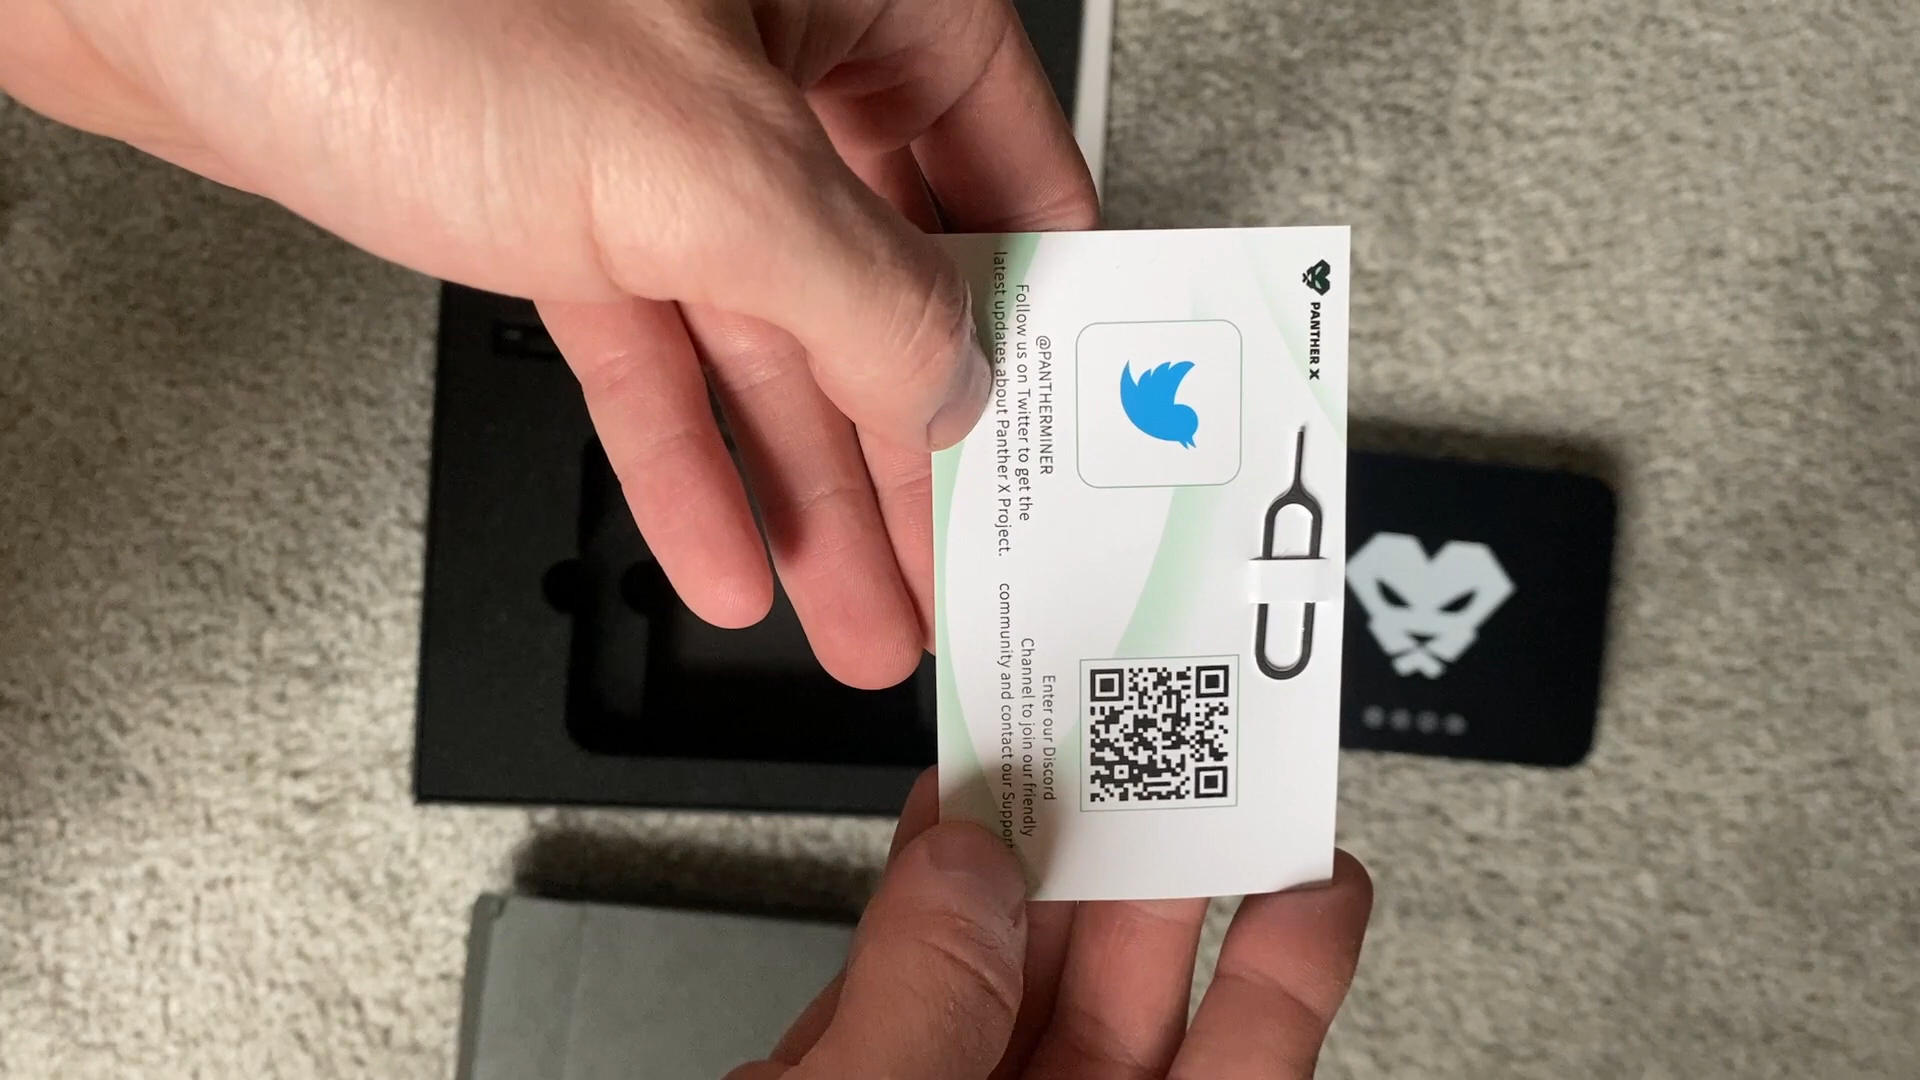 PANTHER X
@PANTHERMINER
Follow us on Twitter to get the
latest updates about Panther X Project.
Enter our Discord
Channel to join our friendly
community and contact our Support